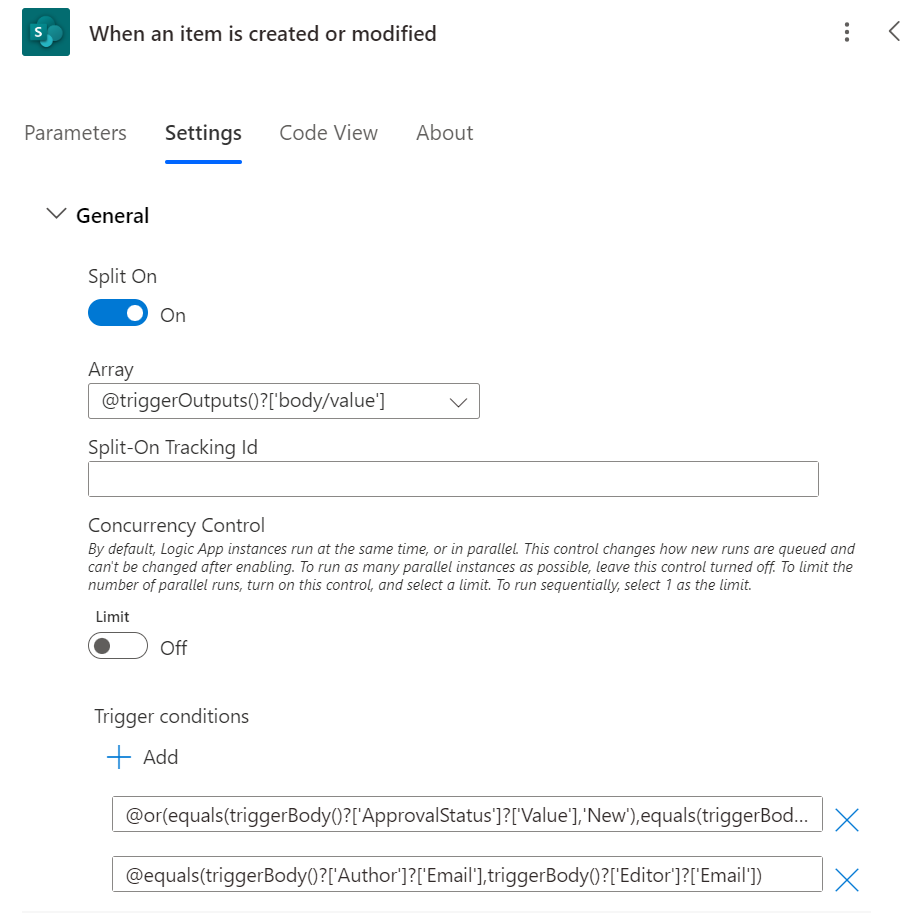 S
When an item is created or modified
Parameters
Settings
Code View
About
General
Split On
On
Array
@triggerOutputs()?['body/value']
Split-On Tracking Id
Concurrency Control
By default, Logic App instances run at the same time, or in parallel. This control changes how new runs are queued and
can't be changed after enabling. To run as many parallel instances as possible, leave this control turned off. To limit the
number of parallel runs, turn on this control, and select a limit. To run sequentially, select 1 as the limit.
Limit
Off
Trigger conditions
Add
@or(equals(triggerBody()?['ApprovalStatus']?['Value'],'New'),equals(triggerBod...
@equals(triggerBody()?['Author']?['Email'],triggerBody()?['Editor']?['Email'])